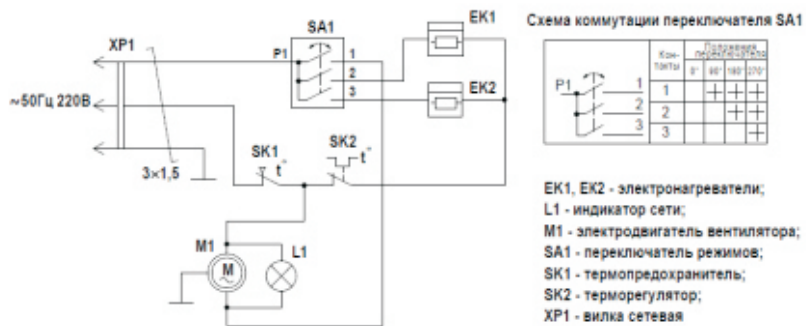 SA1
EK1
Схема коммутации переключателя SA1
XP1
P1
1
2
3
EK2
~50Гц 220В
3×1,5
SK1
t°
SK2
t°
M1
M
L1
P1
1
2
3
Кон-
такты
Положения
переключателя
0° 90° 180° 270°
1 + + +
2 + +
3 +
EK1, EK2 - электронагреватели;
L1 - индикатор сети;
M1 - электродвигатель вентилятора;
SA1 - переключатель режимов;
SK1 - термопредохранитель;
SK2 - терморегулятор;
XP1 - вилка сетевая